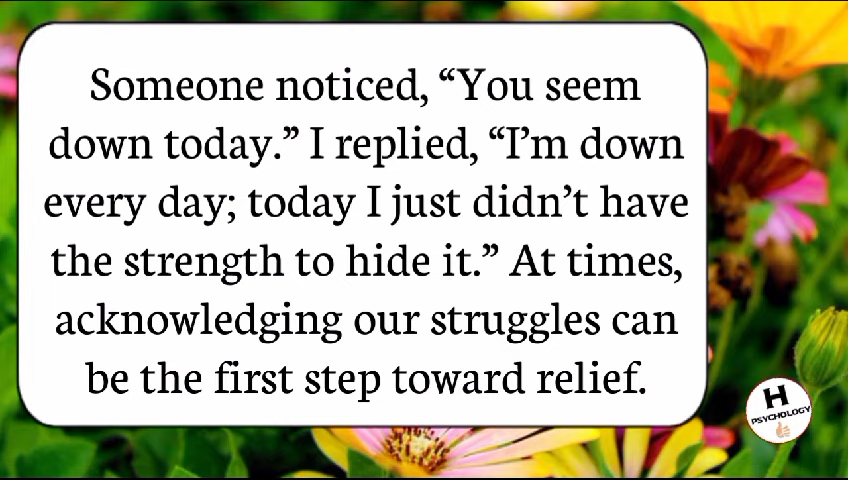 Someone noticed, “You seem
down today.” I replied, “I’m down
every day; today I just didn’t have
the strength to hide it.” At times,
acknowledging our struggles can
be the first step toward relief.
H
PSYCHOLOGY